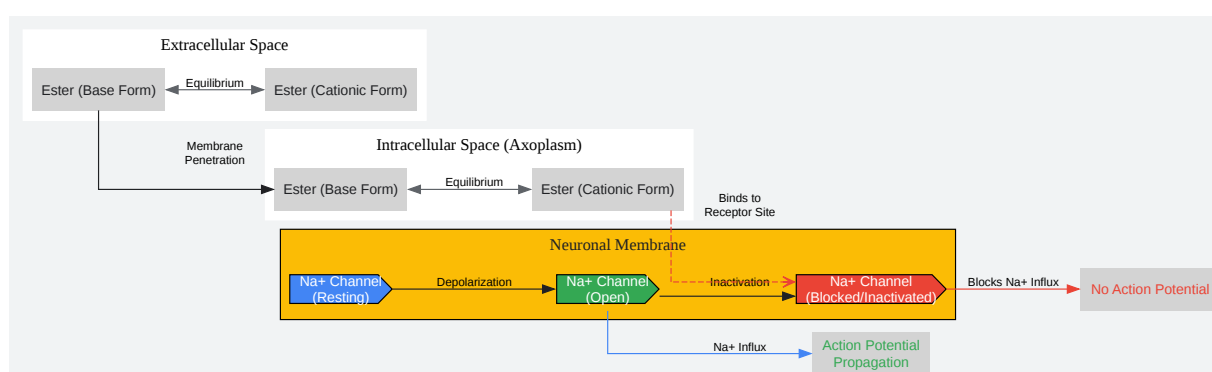 Extracellular Space
Ester (Base Form)
Equilibrium
Ester (Cationic Form)
Membrane
Penetration
Intracellular Space (Axoplasm)
Ester (Base Form)
Equilibrium
Ester (Cationic Form)
Binds to
Receptor Site
Neuronal Membrane
Na+ Channel
(Resting)
Depolarization
Na+ Channel
(Open)
Inactivation
Na+ Channel
(Blocked/Inactivated)
Blocks Na+ Influx
No Action Potential
Na+ Influx
Action Potential
Propagation